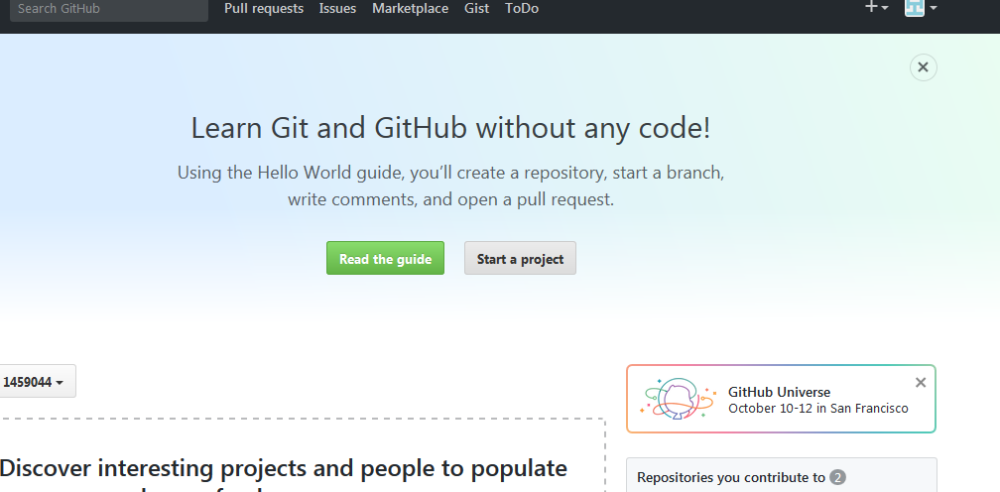 Search GitHub
Pull requests Issues Marketplace Gist ToDo
Learn Git and GitHub without any code!
Using the Hello World guide, you’ll create a repository, start a branch,
write comments, and open a pull request.
Read the guide
Start a project
1459044
GitHub Universe
October 10-12 in San Francisco
Discover interesting projects and people to populate
Repositories you contribute to 2